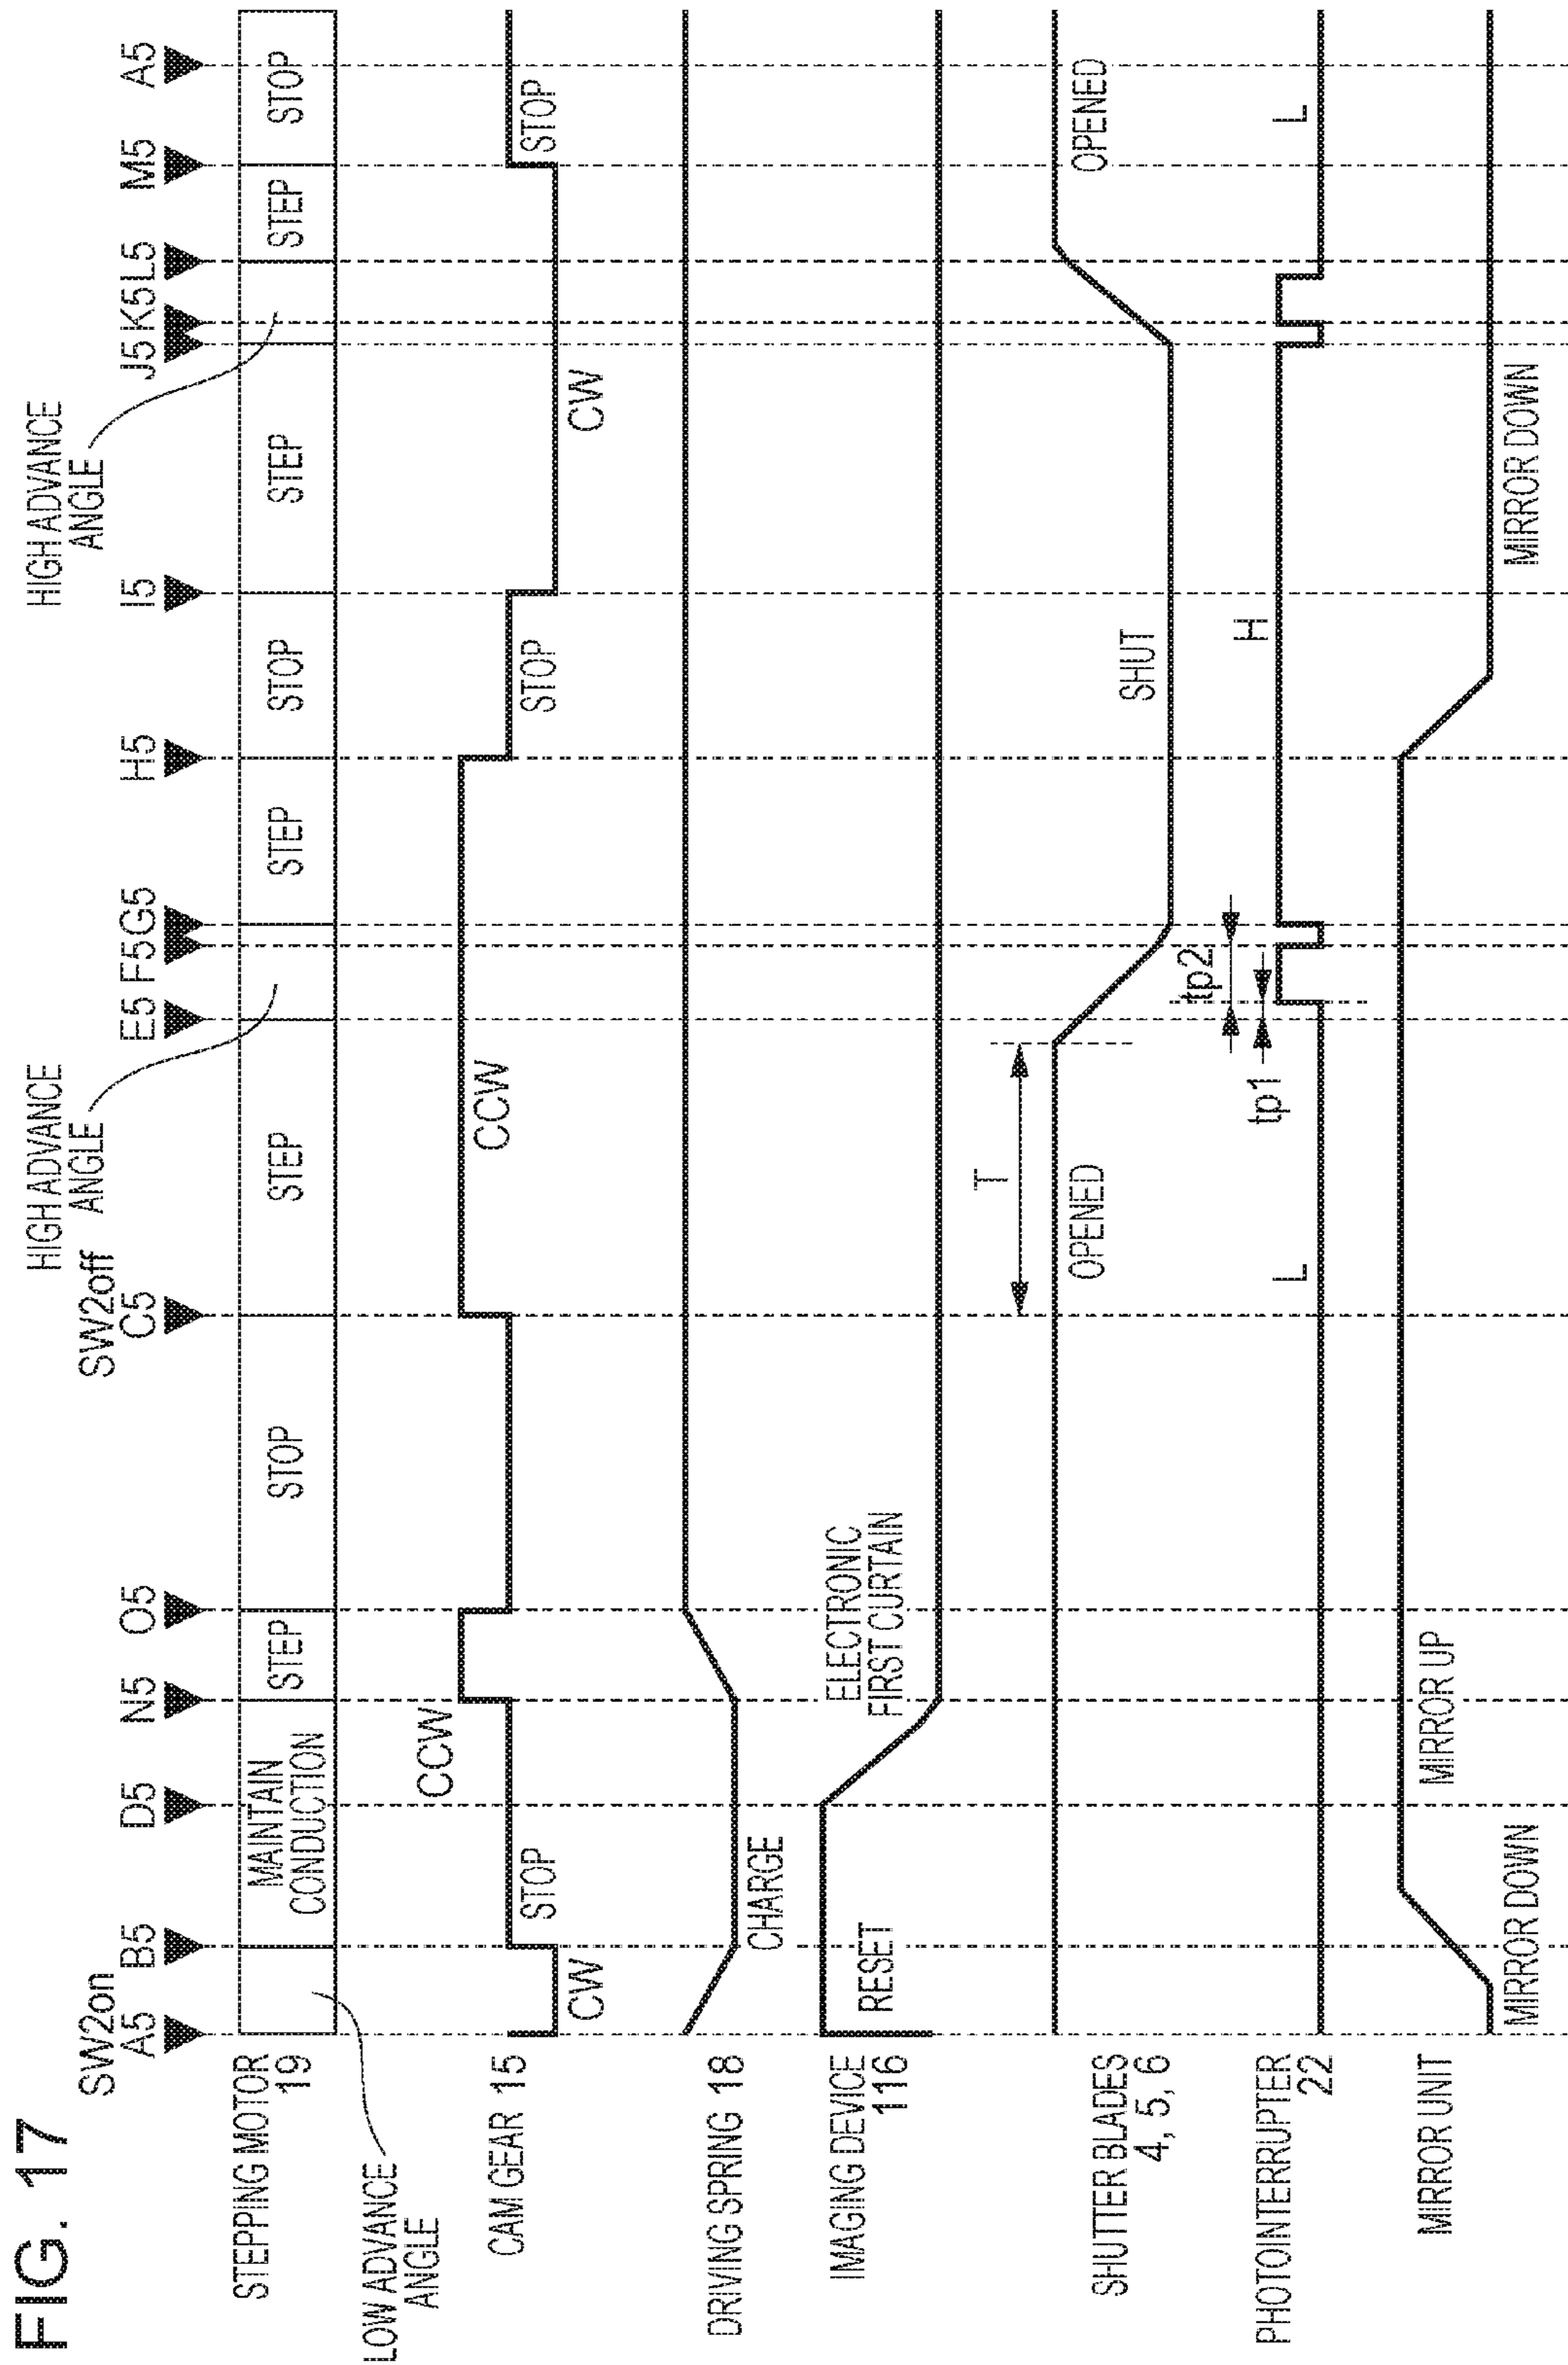 FIG. 17
SW2on
A5
B5
D5
N5
O5
SW2off
C5
E5
F5
G5
H5
I5
J5
K5
L5
M5
A5
HIGH ADVANCE
ANGLE
HIGH ADVANCE
ANGLE
STEPPING MOTOR
19
MAINTAIN
CONDUCTION
STEP
STOP
STEP
STEP
STOP
STEP
STEP
STOP
LOW ADVANCE
ANGLE
CAM GEAR 15
CW
STOP
CCW
CCW
STOP
CW
STOP
DRIVING SPRING 18
CHARGE
IMAGING DEVICE
116
RESET
ELECTRONIC
FIRST CURTAIN
SHUTTER BLADES
4, 5, 6
T
OPENED
SHUT
OPENED
PHOTOINTERRUPTER
22
L
tp1
tp2
H
L
MIRROR UNIT
MIRROR DOWN
MIRROR UP
MIRROR DOWN